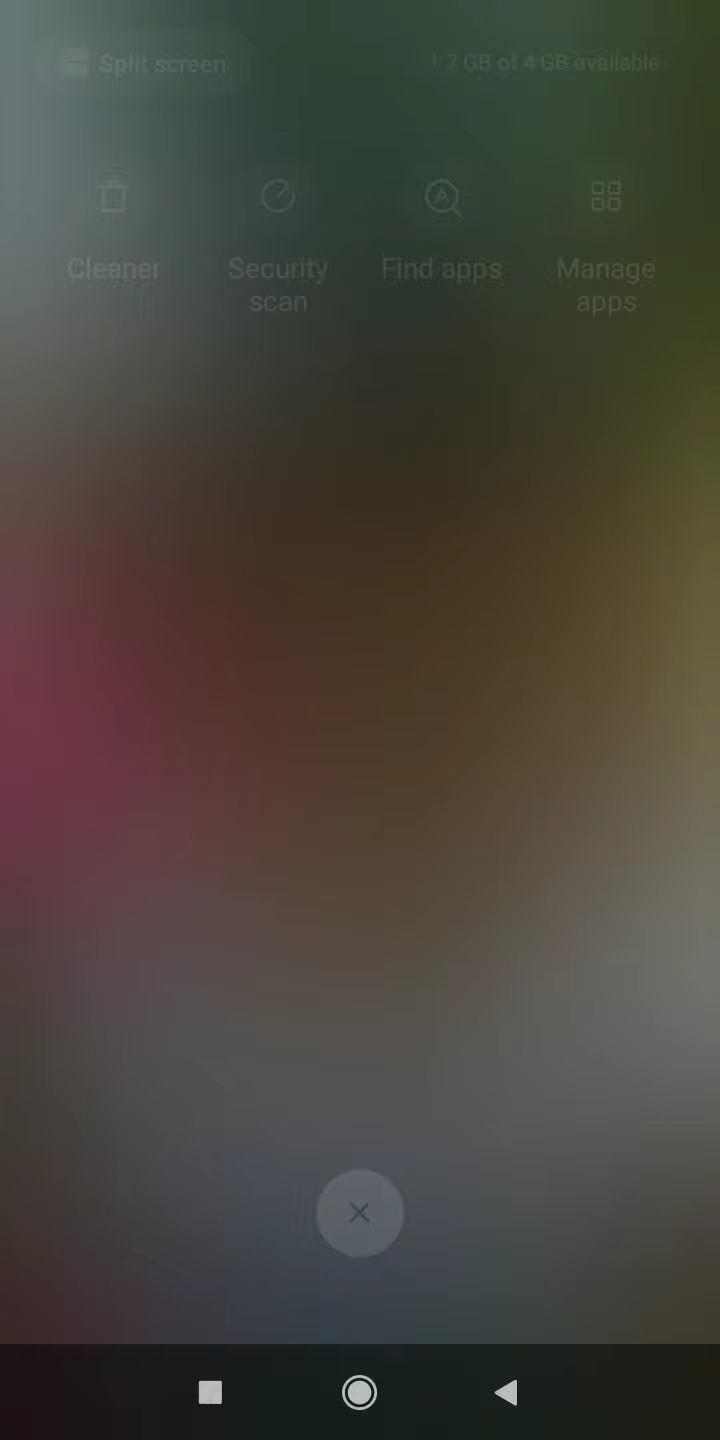 Split screen
1.7 GB of 4 GB available
Cleaner
Security
scan
Find apps
Manage
apps